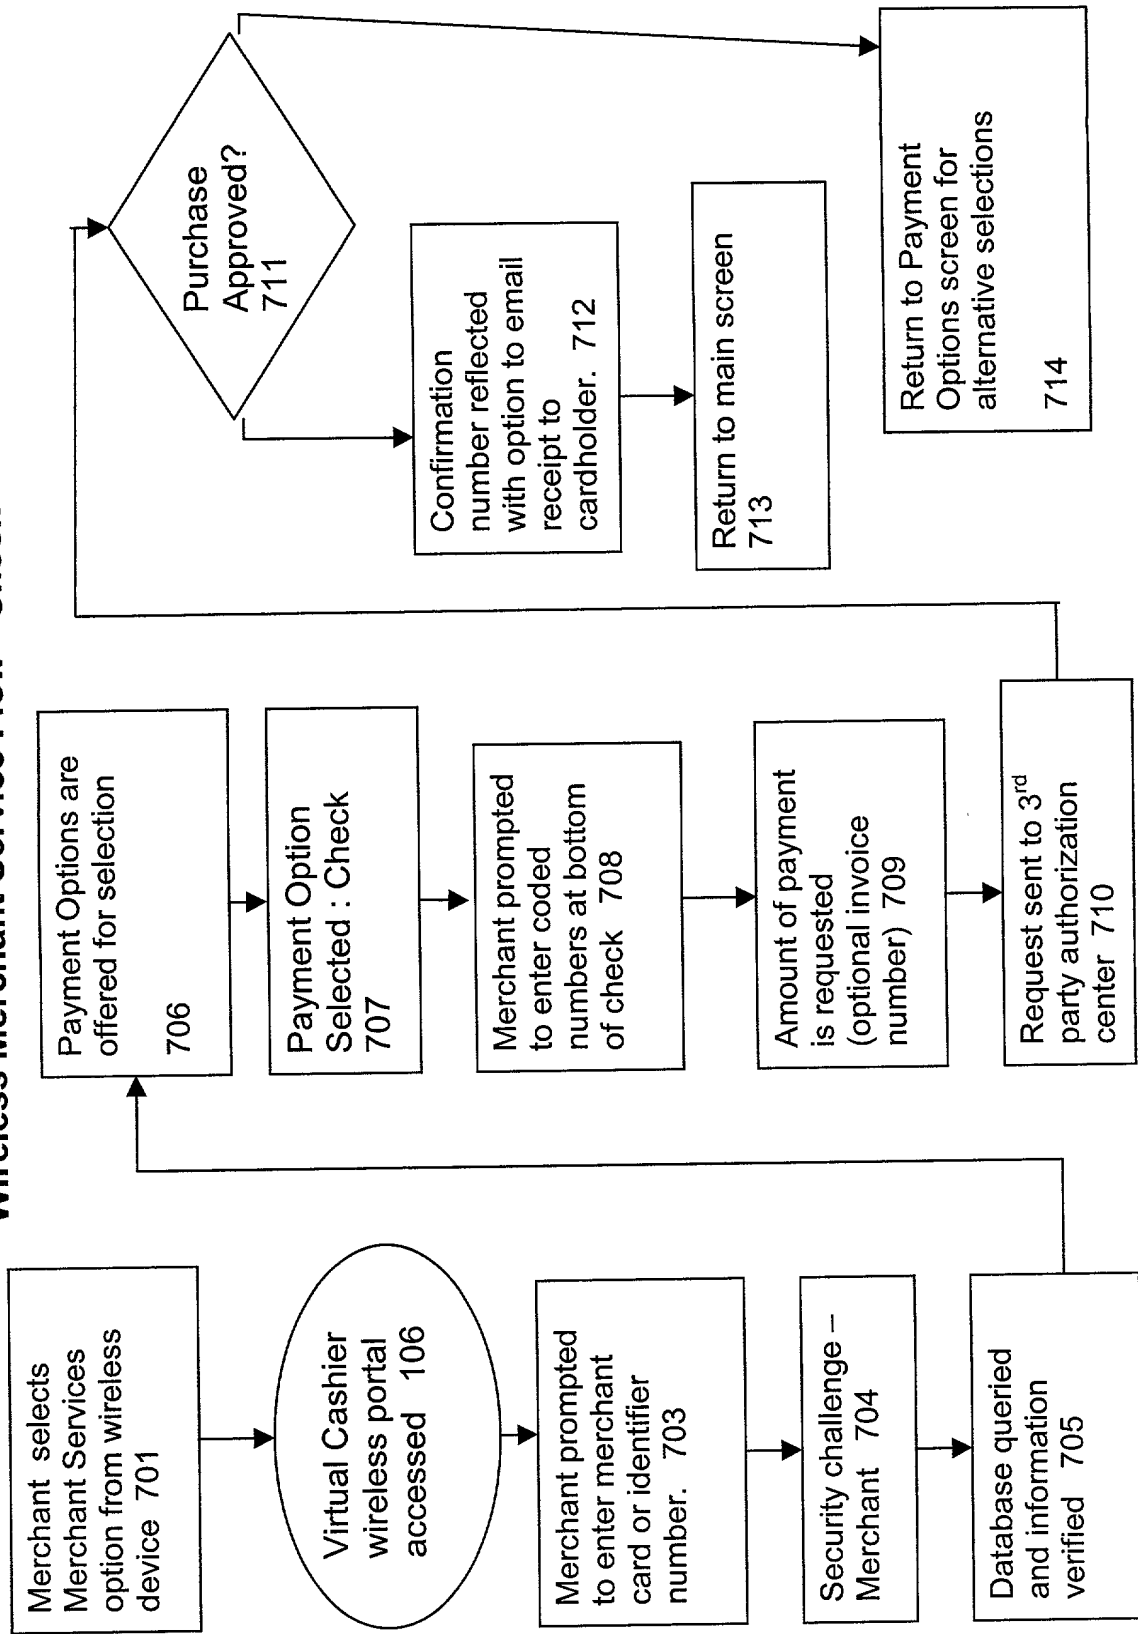 Wireless Merchant Service POS - Check
Merchant selects
Merchant Services
option from wireless
device 701
Virtual Cashier
wireless portal
accessed 106
Merchant prompted
to enter merchant
card or identifier
number. 703
Security challenge –
Merchant 704
Database queried
and information
verified 705
Payment Options are
offered for selection
706
Payment Option
Selected : Check
707
Merchant prompted
to enter coded
numbers at bottom
of check 708
Amount of payment
is requested
(optional invoice
number) 709
Request sent to 3rd
party authorization
center 710
Purchase
Approved?
711
Confirmation
number reflected
with option to email
receipt to
cardholder. 712
Return to main screen
713
Return to Payment
Options screen for
alternative selections
714